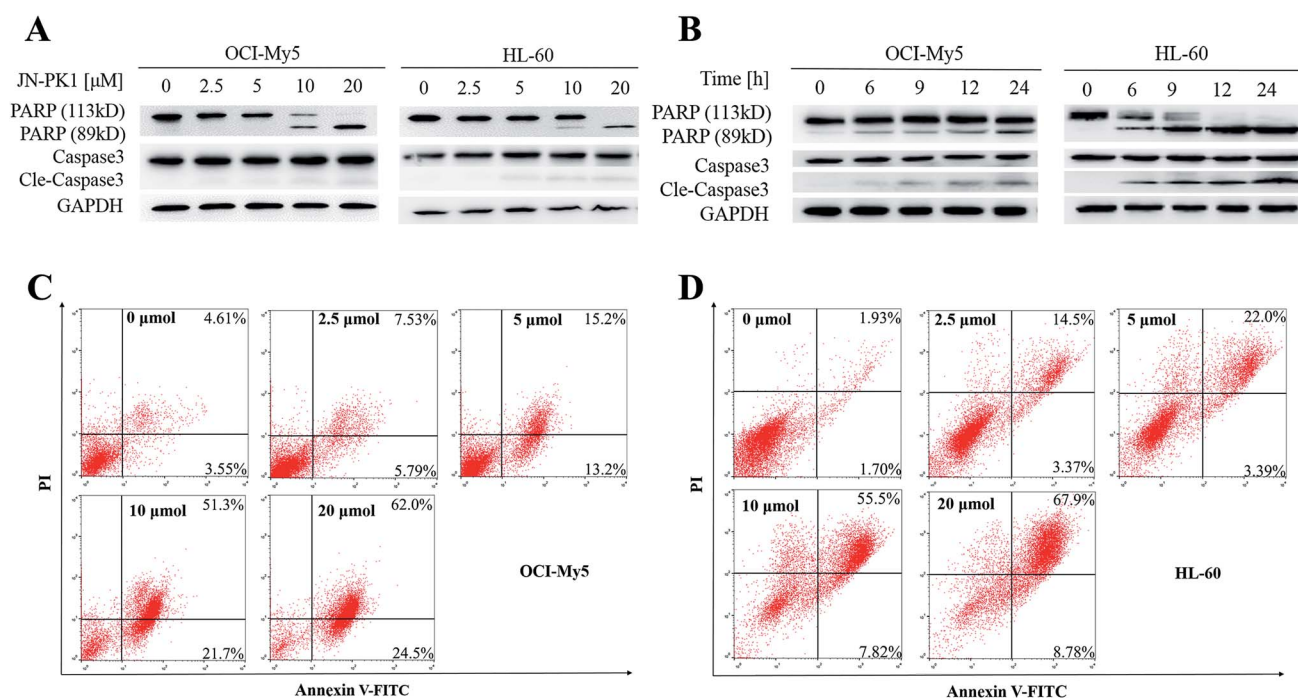 A
OCI-My5 HL-60
JN-PK1 [μM] 0 2.5 5 10 20 0 2.5 5 10 20
PARP (113kD)
PARP (89kD)
Caspase3
Cle-Caspase3
GAPDH
B
OCI-My5 HL-60
Time [h] 0 6 9 12 24 0 6 9 12 24
PARP (113kD)
PARP (89kD)
Caspase3
Cle-Caspase3
GAPDH
C
0 μmol 4.61%
3.55%
2.5 μmol 7.53%
5.79%
5 μmol 15.2%
13.2%
10 μmol 51.3%
21.7%
20 μmol 62.0%
24.5%
OCI-My5
PI
Annexin V-FITC
D
0 μmol 1.93%
1.70%
2.5 μmol 14.5%
3.37%
5 μmol 22.0%
3.39%
10 μmol 55.5%
7.82%
20 μmol 67.9%
8.78%
HL-60
PI
Annexin V-FITC